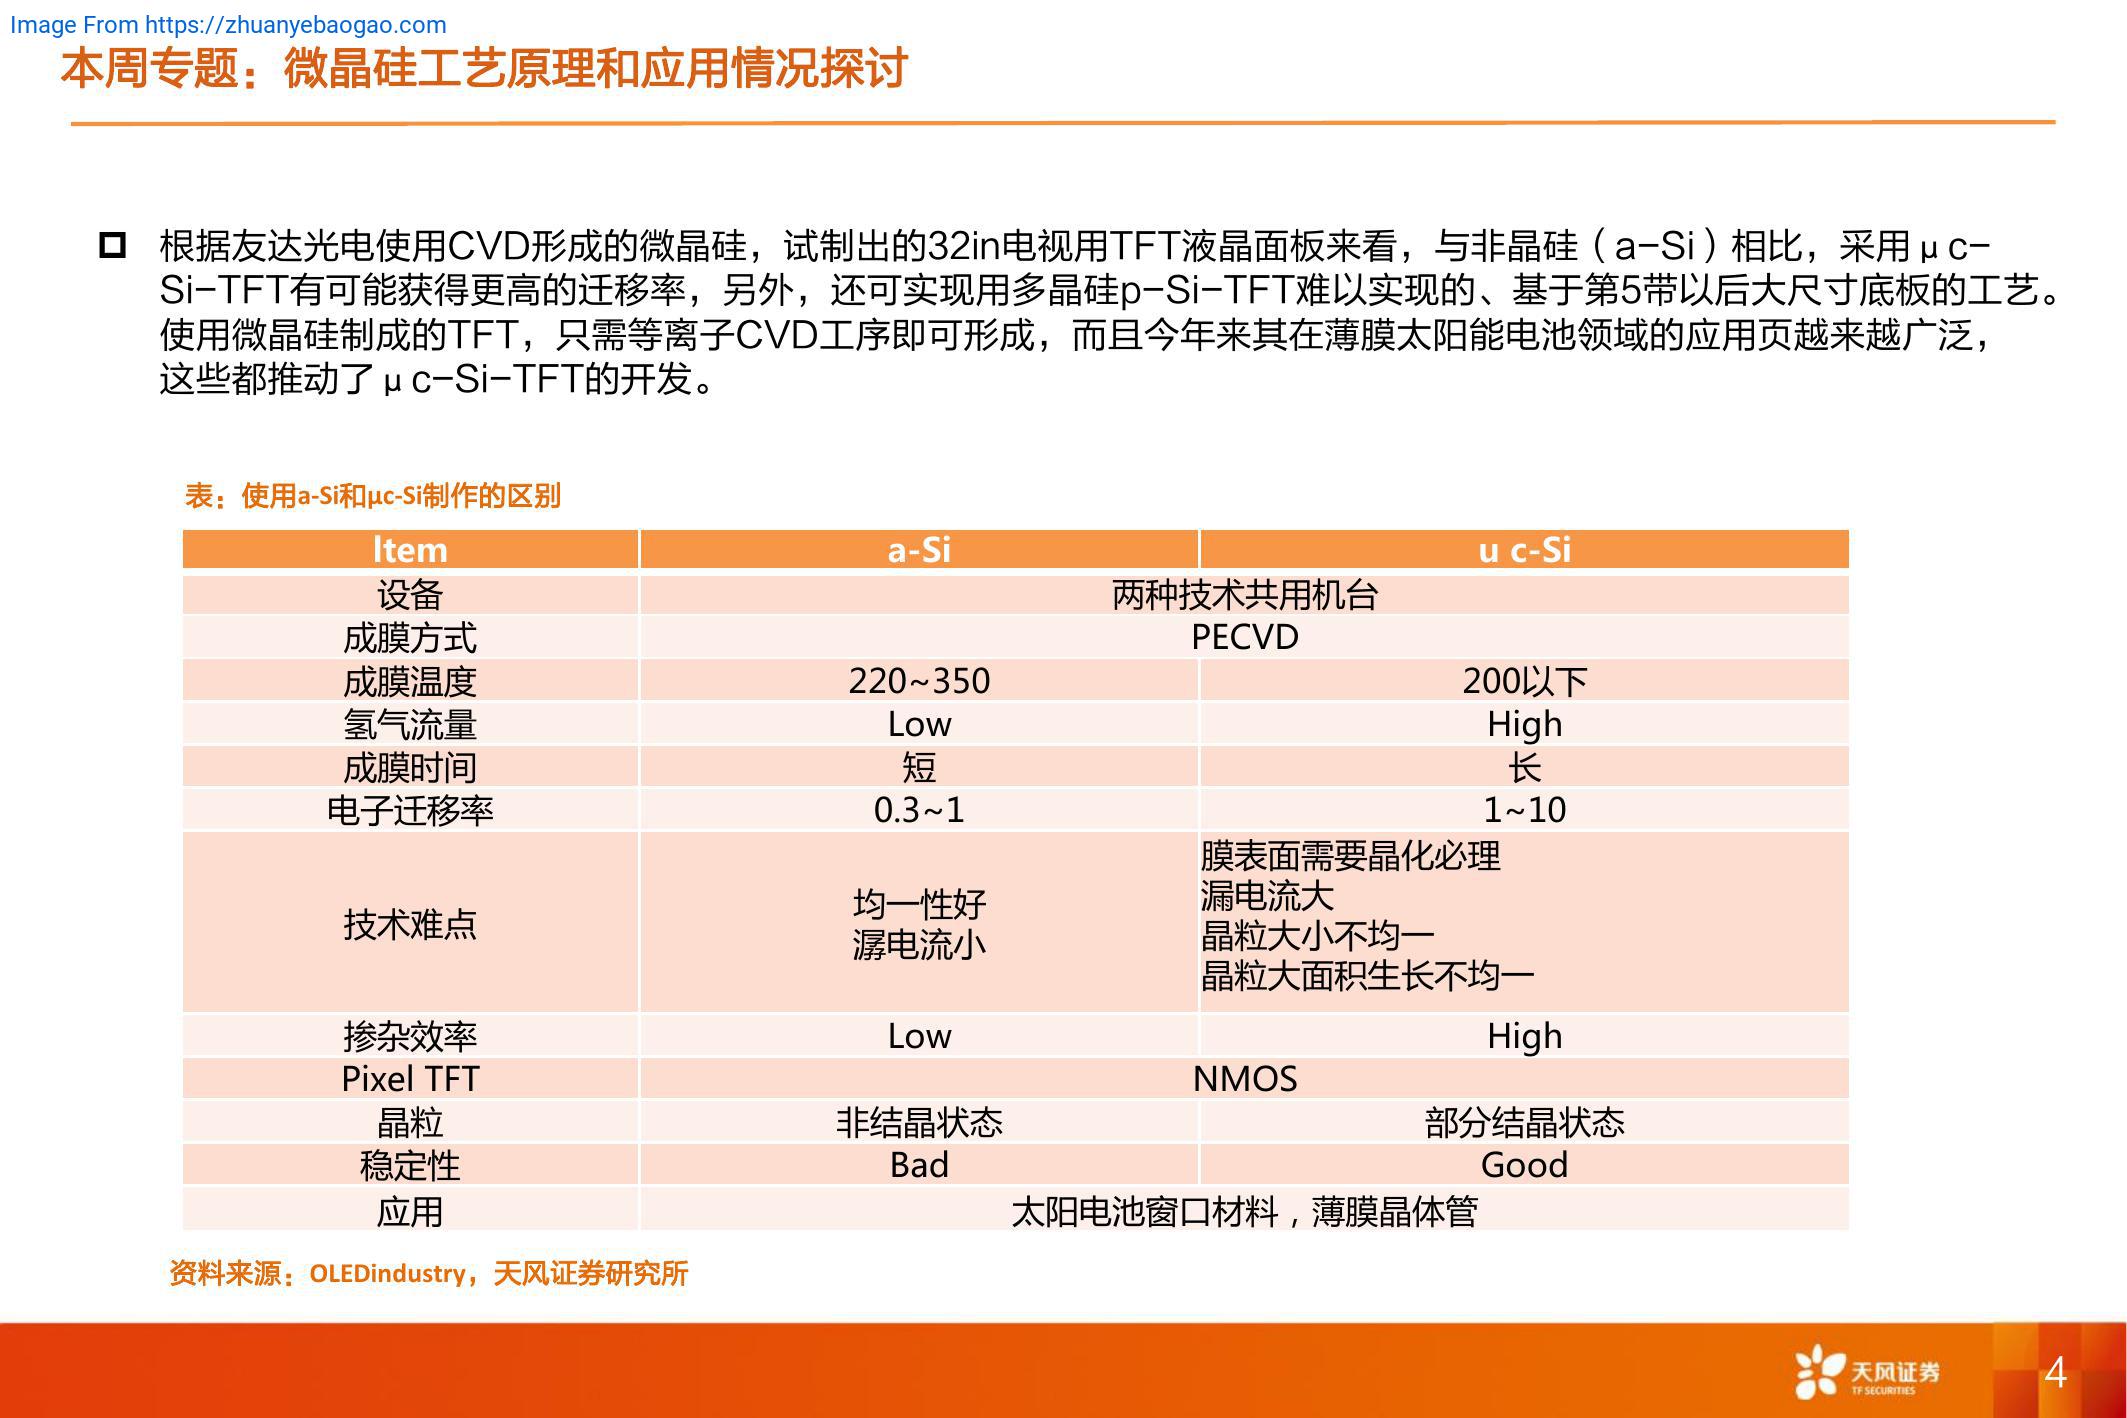 Image From https://zhuanyebaogao.com
本周专题：微晶硅工艺原理和应用情况探讨
根据友达光电使用CVD形成的微晶硅，试制出的32in电视用TFT液晶面板来看，与非晶硅（a-Si）相比，采用μc-
Si-TFT有可能获得更高的迁移率，另外，还可实现用多晶硅p-Si-TFT难以实现的、基于第5带以后大尺寸底板的工艺。
使用微晶硅制成的TFT，只需等离子CVD工序即可形成，而且今年来其在薄膜太阳能电池领域的应用页越来越广泛，
这些都推动了μc-Si-TFT的开发。
表：使用a-Si和μc-Si制作的区别
Item a-Si u c-Si
设备 两种技术共用机台
成膜方式 PECVD
成膜温度 220~350 200以下
氢气流量 Low High
成膜时间 短 长
电子迁移率 0.3~1 1~10
技术难点
均一性好
潺电流小
膜表面需要晶化必理
漏电流大
晶粒大小不均一
晶粒大面积生长不均一
掺杂效率 Low High
Pixel TFT NMOS
晶粒 非结晶状态 部分结晶状态
稳定性 Bad Good
应用 太阳电池窗口材料，薄膜晶体管
资料来源：OLEDindustry，天风证券研究所
天风证券
TF SECURITIES
4